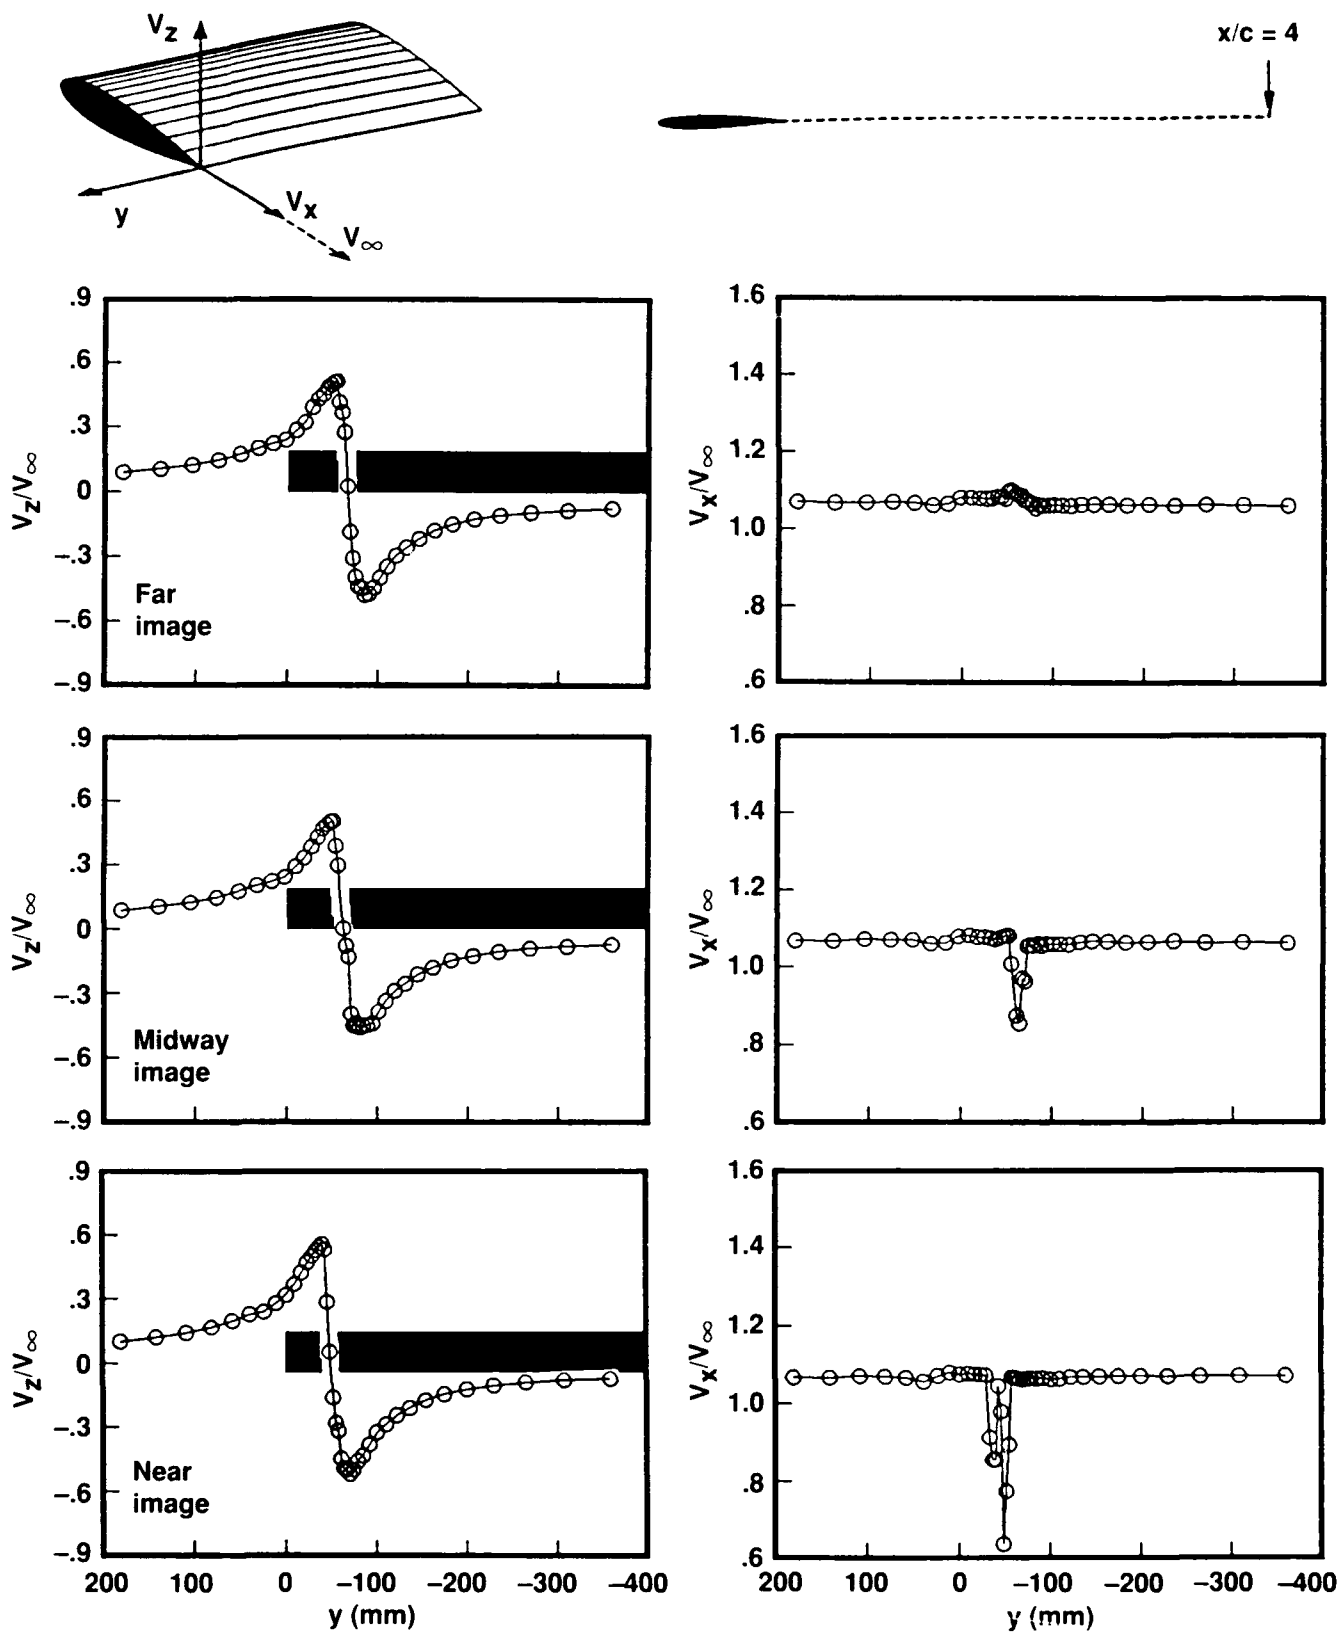 V_z
x/c = 4
V_x
y
V_∞
.9
.6
.3
0
–.3
–.6
–.9
V_z/V_∞
Far
image
1.6
1.4
1.2
1.0
.8
.6
V_x/V_∞
.9
.6
.3
0
–.3
–.6
–.9
V_z/V_∞
Midway
image
1.6
1.4
1.2
1.0
.8
.6
V_x/V_∞
.9
.6
.3
0
–.3
–.6
–.9
V_z/V_∞
Near
image
200 100 0 –100 –200 –300 –400
y (mm)
1.6
1.4
1.2
1.0
.8
.6
V_x/V_∞
200 100 0 –100 –200 –300 –400
y (mm)